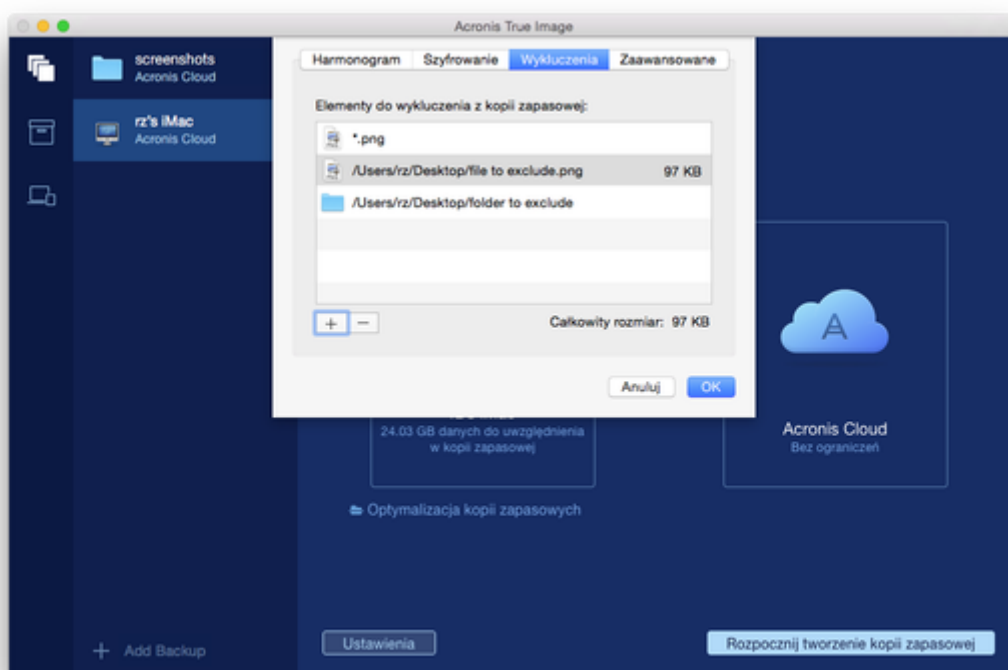 Acronis True Image
screenshots
Acronis Cloud
rz's iMac
Acronis Cloud
Add Backup
Harmonogram
Szyfrowanie
Wykluczenia
Zaawansowane
Elementy do wykluczenia z kopii zapasowej:
*.png
/Users/rz/Desktop/file to exclude.png 97 KB
/Users/rz/Desktop/folder to exclude
+ −
Całkowity rozmiar: 97 KB
Anuluj
OK
24.03 GB danych do uwzględnienia
w kopii zapasowej
Acronis Cloud
Bez ograniczeń
Optymalizacja kopii zapasowych
Ustawienia
Rozpocznij tworzenie kopii zapasowej